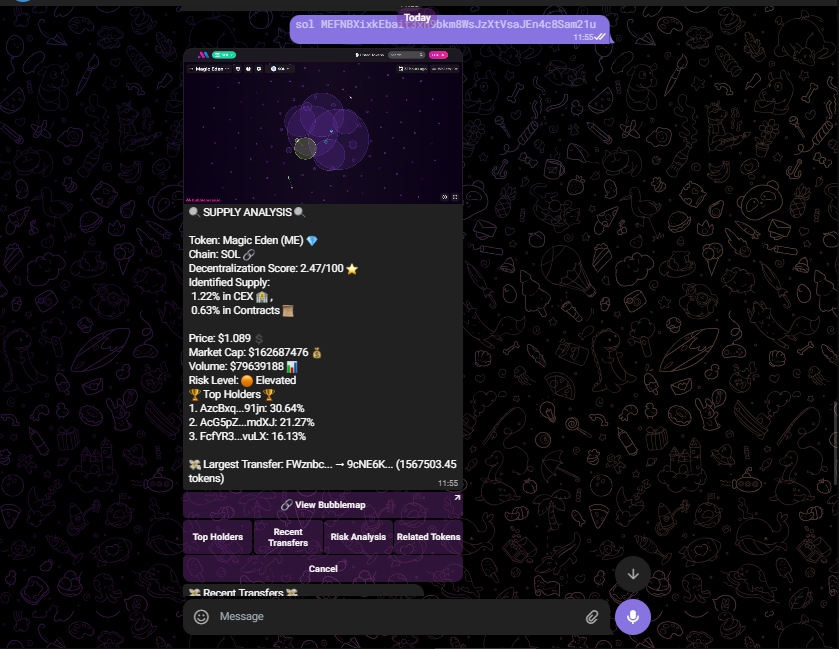 Today
sol MEFNBXixkEbait3xn9bkm8WsJzXtVsaJEn4c8Sam21u
11:55
Magic Eden
SOL
🔍 SUPPLY ANALYSIS 🔍
Token: Magic Eden (ME) 💎
Chain: SOL 🔗
Decentralization Score: 2.47/100 ⭐
Identified Supply:
1.22% in CEX 🏦 ,
0.63% in Contracts 📜
Price: $1.089 💲
Market Cap: $162687476 💰
Volume: $79639188 📊
Risk Level: 🟠 Elevated
🏆 Top Holders 🏆
1. AzcBxq...91jn: 30.64%
2. AcG5pZ...mdXJ: 21.27%
3. FcfYR3...vuLX: 16.13%
💸 Largest Transfer: FWznbc... → 9cNE6K... (1567503.45
tokens)
11:55
🔗 View Bubblemap
Top Holders
Recent
Transfers
Risk Analysis
Related Tokens
Cancel
💸 Recent Transfers 💸
Message